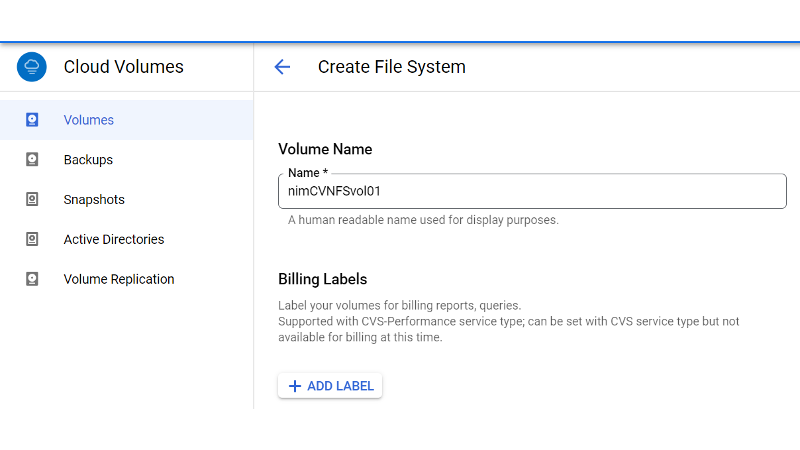 Cloud Volumes
Create File System
Volumes
Backups
Snapshots
Active Directories
Volume Replication
Volume Name
Name *
nimCVNFSvol01
A human readable name used for display purposes.
Billing Labels
Label your volumes for billing reports, queries.
Supported with CVS-Performance service type; can be set with CVS service type but not
available for billing at this time.
ADD LABEL